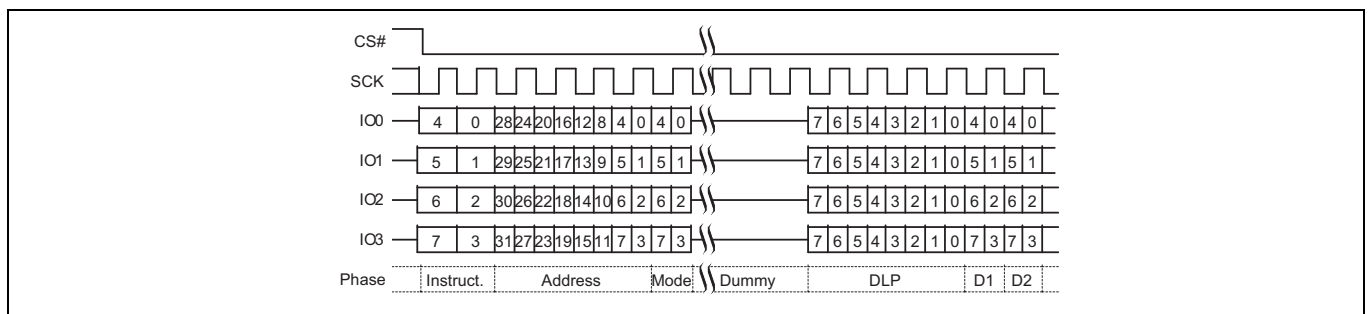 CS#
SCK
IO0 4 0 28 24 20 16 12 8 4 0 4 0 7 6 5 4 3 2 1 0 4 0 4 0
IO1 5 1 29 25 21 17 13 9 5 1 5 1 7 6 5 4 3 2 1 0 5 1 5 1
IO2 6 2 30 26 22 18 14 10 6 2 6 2 7 6 5 4 3 2 1 0 6 2 6 2
IO3 7 3 31 27 23 19 15 11 7 3 7 3 7 6 5 4 3 2 1 0 7 3 7 3
Phase Instruct. Address Mode Dummy DLP D1 D2